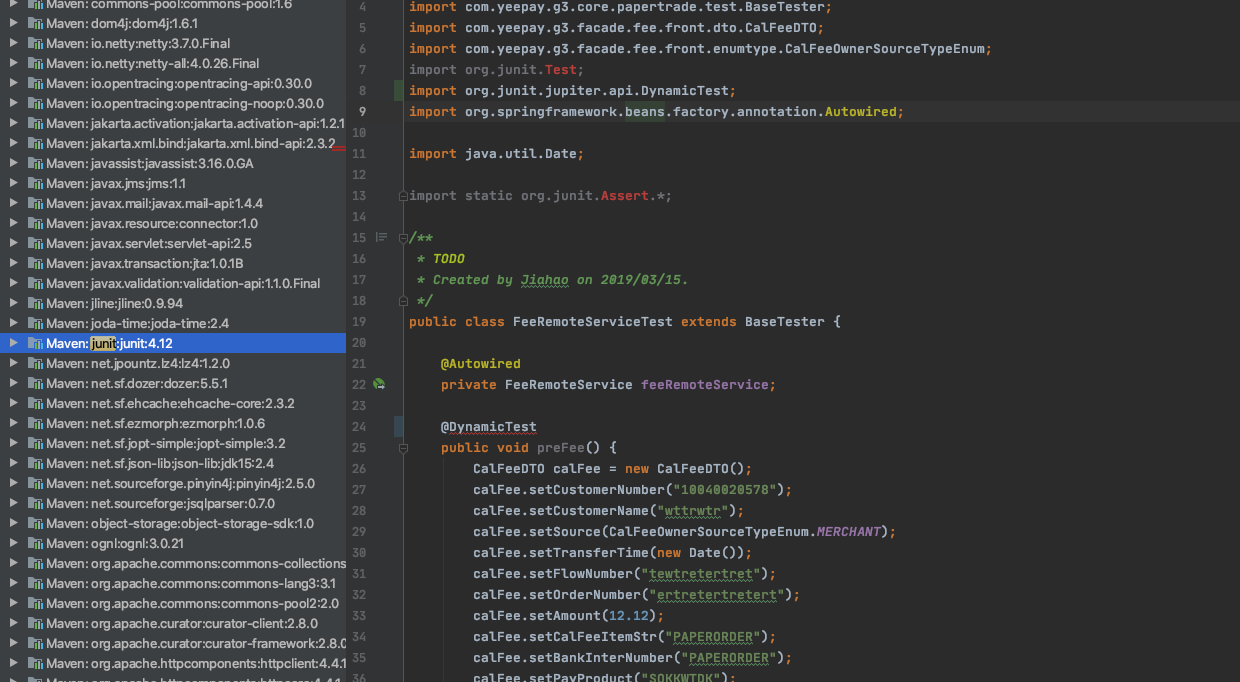 Maven: commons-pool:commons-pool:1.6
Maven: dom4j:dom4j:1.6.1
Maven: io.netty:netty:3.7.0.Final
Maven: io.netty:netty-all:4.0.26.Final
Maven: io.opentracing:opentracing-api:0.30.0
Maven: io.opentracing:opentracing-noop:0.30.0
Maven: jakarta.activation:jakarta.activation-api:1.2.1
Maven: jakarta.xml.bind:jakarta.xml.bind-api:2.3.2
Maven: javassist:javassist:3.16.0.GA
Maven: javax.jms:jms:1.1
Maven: javax.mail:javax.mail-api:1.4.4
Maven: javax.resource:connector:1.0
Maven: javax.servlet:servlet-api:2.5
Maven: javax.transaction:jta:1.0.1B
Maven: javax.validation:validation-api:1.1.0.Final
Maven: jline:jline:0.9.94
Maven: joda-time:joda-time:2.4
Maven: junit:junit:4.12
Maven: net.jpountz.lz4:lz4:1.2.0
Maven: net.sf.dozer:dozer:5.5.1
Maven: net.sf.ehcache:ehcache-core:2.3.2
Maven: net.sf.ezmorph:ezmorph:1.0.6
Maven: net.sf.jopt-simple:jopt-simple:3.2
Maven: net.sf.json-lib:json-lib:jdk15:2.4
Maven: net.sourceforge.pinyin4j:pinyin4j:2.5.0
Maven: net.sourceforge:jsqlparser:0.7.0
Maven: object-storage:object-storage-sdk:1.0
Maven: ognl:ognl:3.0.21
Maven: org.apache.commons:commons-collections
Maven: org.apache.commons:commons-lang3:3.1
Maven: org.apache.commons:commons-pool2:2.0
Maven: org.apache.curator:curator-client:2.8.0
Maven: org.apache.curator:curator-framework:2.8.0
Maven: org.apache.httpcomponents:httpclient:4.4.1
4 import com.yeepay.g3.core.papertrade.test.BaseTester;
5 import com.yeepay.g3.facade.fee.front.dto.CalFeeDTO;
6 import com.yeepay.g3.facade.fee.front.enumtype.CalFeeOwnerSourceTypeEnum;
7 import org.junit.Test;
8 import org.junit.jupiter.api.DynamicTest;
9 import org.springframework.beans.factory.annotation.Autowired;
10
11 import java.util.Date;
12
13 import static org.junit.Assert.*;
14
15 /**
16 * TODO
17 * Created by Jiahao on 2019/03/15.
18 */
19 public class FeeRemoteServiceTest extends BaseTester {
20
21 @Autowired
22 private FeeRemoteService feeRemoteService;
23
24 @DynamicTest
25 public void preFee() {
26 CalFeeDTO calFee = new CalFeeDTO();
27 calFee.setCustomerNumber("10040020578");
28 calFee.setCustomerName("wttrwtr");
29 calFee.setSource(CalFeeOwnerSourceTypeEnum.MERCHANT);
30 calFee.setTransferTime(new Date());
31 calFee.setFlowNumber("tewtretertret");
32 calFee.setOrderNumber("ertretertretert");
33 calFee.setAmount(12.12);
34 calFee.setCalFeeItemStr("PAPERORDER");
35 calFee.setBankInterNumber("PAPERORDER");
36 calFee.setPayProduct("SOKKWTDK");